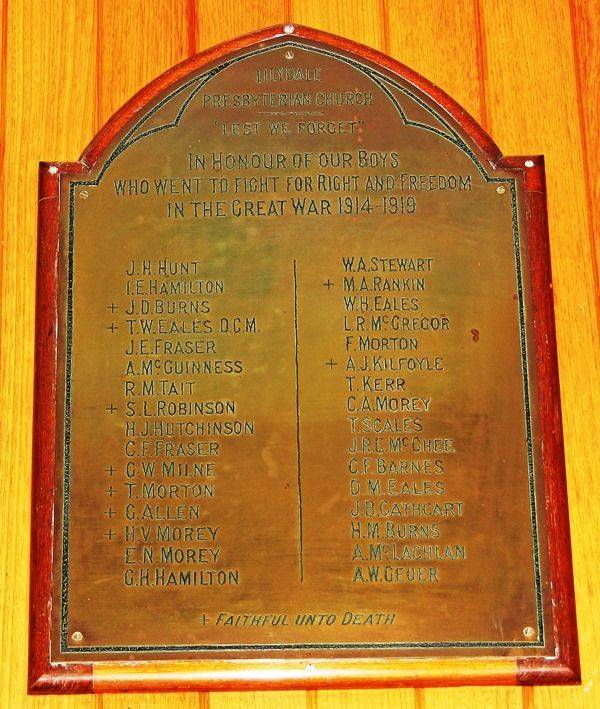 LILYDALE
PRESBYTERIAN CHURCH
"LEST WE FORGET"
IN HONOUR OF OUR BOYS
WHO WENT TO FIGHT FOR RIGHT AND FREEDOM
IN THE GREAT WAR 1914-1919
J.H.HUNT
I.E.HAMILTON
+ J.D.BURNS
+ T.W.EALES D.C.M.
J.E.FRASER
A.McGUINNESS
R.M.TAIT
+ S.L.ROBINSON
H.J.HUTCHINSON
G.F.FRASER
+ G.W.MILNE
+ T.MORTON
+ G.ALLEN
+ H.V.MOREY
E.N.MOREY
G.H.HAMILTON
W.A.STEWART
+ M.A.RANKIN
W.H.EALES
L.R.McGREGOR
F.MORTON
+ A.J.KILFOYLE
T.KERR
C.A.MOREY
T.SCALES
J.R.C.McGHEE
G.F.BARNES
D.M.EALES
J.B.CATHCART
H.M.BURNS
A.McLACHLAN
A.W.GEUER
+ FAITHFUL UNTO DEATH